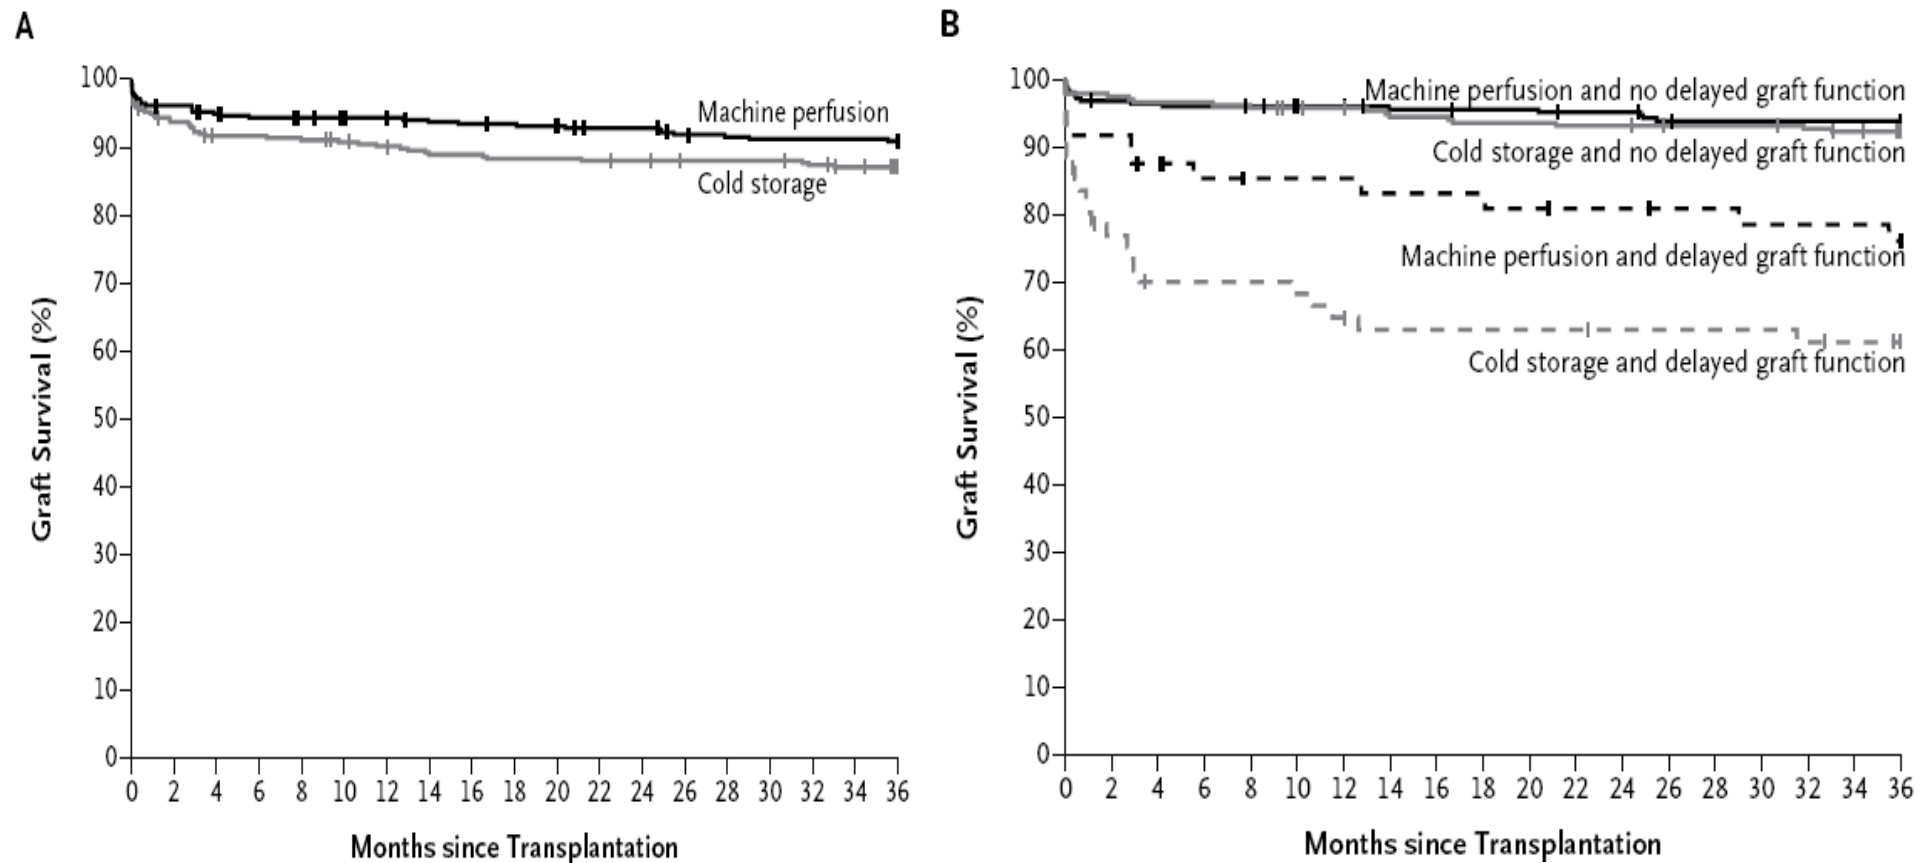 A
100
90
80
70
60
50
40
30
20
10
0
Graft Survival (%)
Machine perfusion
Cold storage
0 2 4 6 8 10 12 14 16 18 20 22 24 26 28 30 32 34 36
Months since Transplantation
B
100
90
80
70
60
50
40
30
20
10
0
Graft Survival (%)
Machine perfusion and no delayed graft function
Cold storage and no delayed graft function
Machine perfusion and delayed graft function
Cold storage and delayed graft function
0 2 4 6 8 10 12 14 16 18 20 22 24 26 28 30 32 34 36
Months since Transplantation